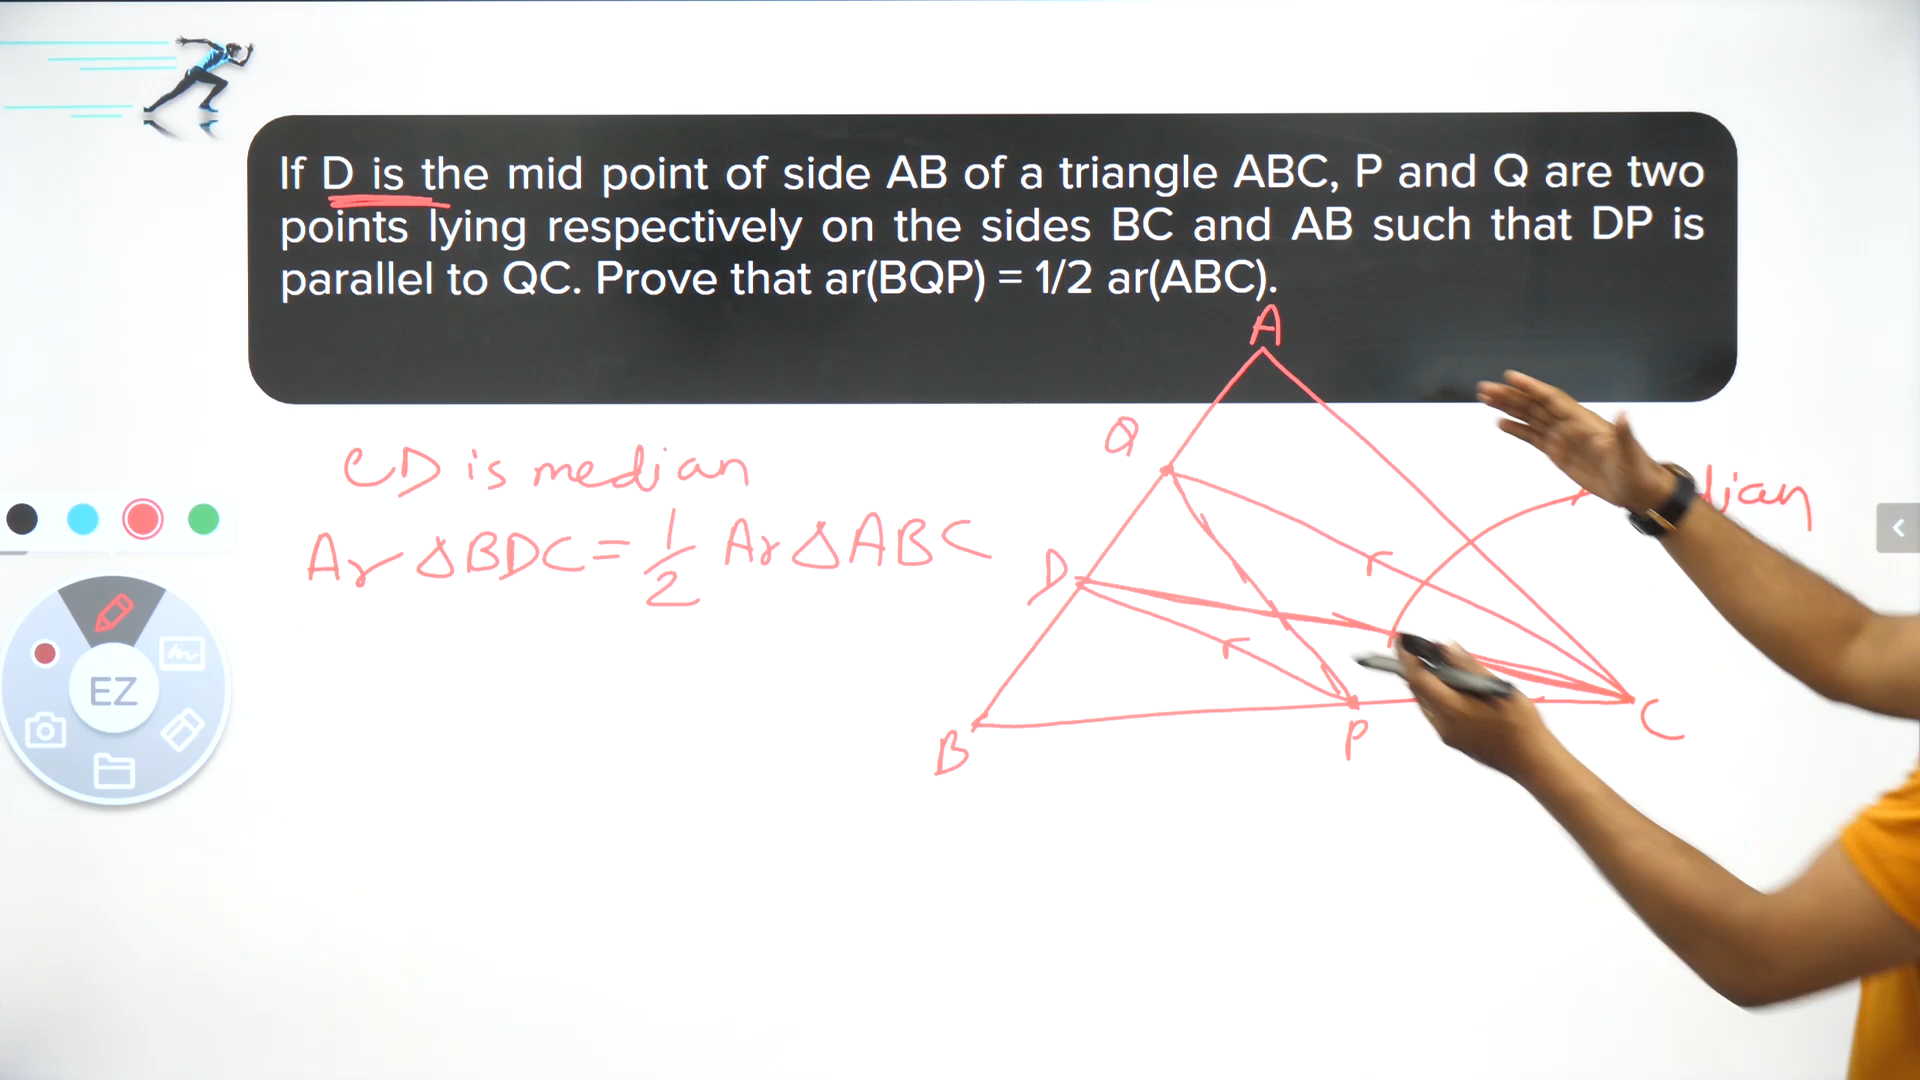 If D is the mid point of side AB of a triangle ABC, P and Q are two
points lying respectively on the sides BC and AB such that DP is
parallel to QC. Prove that ar(BQP) = 1/2 ar(ABC).
A
Q
CD is median
Ar △BDC = 1/2 Ar △ABC
D
B
P
C
EZ